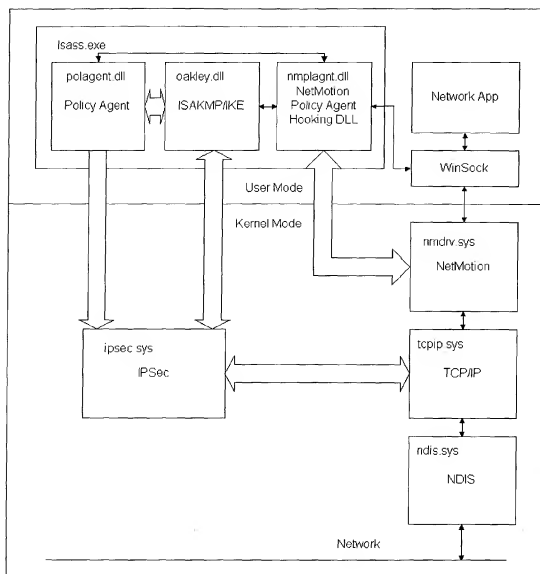 lsass.exe
polagent.dll
Policy Agent
oakley.dll
ISAKMP/IKE
nmplagnt.dll
NetMotion
Policy Agent
Hooking DLL
Network App
WinSock
User Mode
Kernel Mode
nmdrv.sys
NetMotion
ipsec sys
IPSec
tcpip sys
TCP/IP
ndis.sys
NDIS
Network